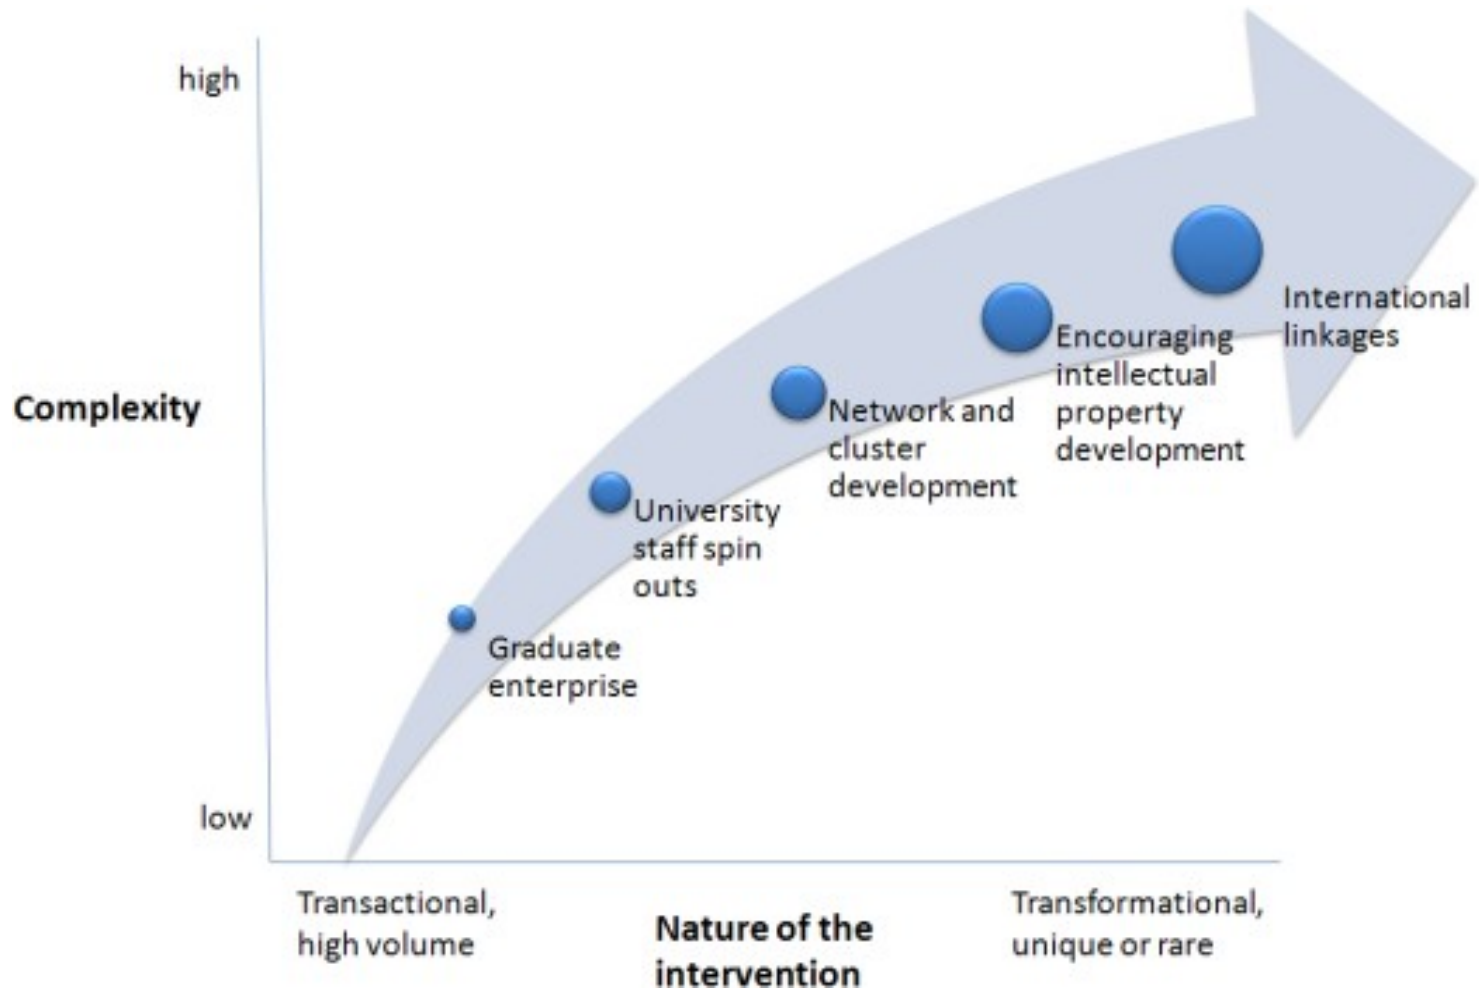 high
International
linkages
Encouraging
intellectual
property
development
Complexity
Network and
cluster
development
University
staff spin
outs
Graduate
enterprise
low
Transactional,
high volume
Nature of the
intervention
Transformational,
unique or rare